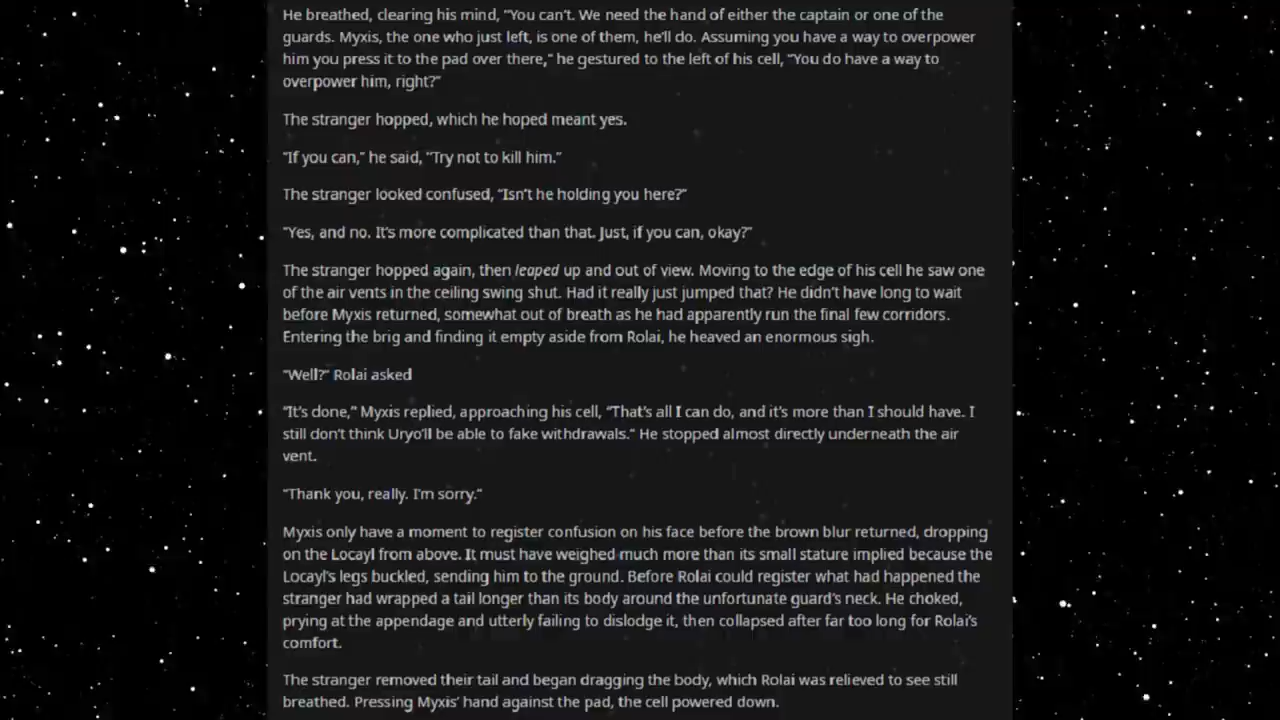 He breathed, clearing his mind, “You can’t. We need the hand of either the captain or one of the
guards. Myxis, the one who just left, is one of them, he’ll do. Assuming you have a way to overpower
him you press it to the pad over there,” he gestured to the left of his cell, “You do have a way to
overpower him, right?”
The stranger hopped, which he hoped meant yes.
“If you can,” he said, “Try not to kill him.”
The stranger looked confused, “Isn’t he holding you here?”
“Yes, and no. It’s more complicated than that. Just, if you can, okay?”
The stranger hopped again, then leaped up and out of view. Moving to the edge of his cell he saw one
of the air vents in the ceiling swing shut. Had it really just jumped that? He didn’t have long to wait
before Myxis returned, somewhat out of breath as he had apparently run the final few corridors.
Entering the brig and finding it empty aside from Rolai, he heaved an enormous sigh.
“Well?” Rolai asked
“It’s done,” Myxis replied, approaching his cell, “That’s all I can do, and it’s more than I should have. I
still don’t think Uryo’ll be able to fake withdrawals.” He stopped almost directly underneath the air
vent.
“Thank you, really. I’m sorry.”
Myxis only have a moment to register confusion on his face before the brown blur returned, dropping
on the Locayl from above. It must have weighed much more than its small stature implied because the
Locayl’s legs buckled, sending him to the ground. Before Rolai could register what had happened the
stranger had wrapped a tail longer than its body around the unfortunate guard’s neck. He choked,
prying at the appendage and utterly failing to dislodge it, then collapsed after far too long for Rolai’s
comfort.
The stranger removed their tail and began dragging the body, which Rolai was relieved to see still
breathed. Pressing Myxis’ hand against the pad, the cell powered down.